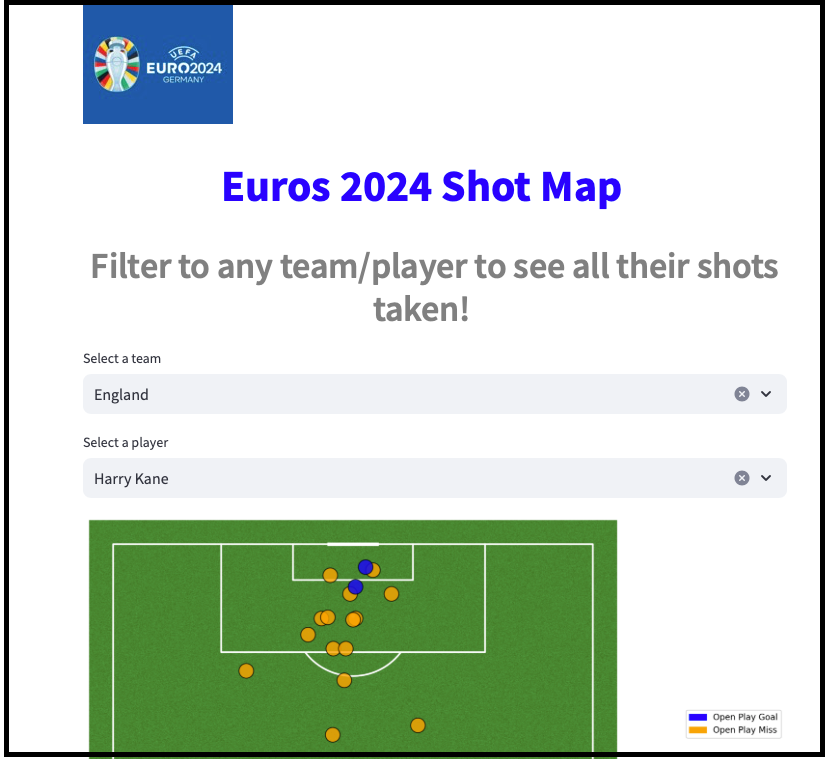 UEFA
EURO2024
GERMANY
Euros 2024 Shot Map
Filter to any team/player to see all their shots
taken!
Select a team
England
Select a player
Harry Kane
Open Play Goal
Open Play Miss